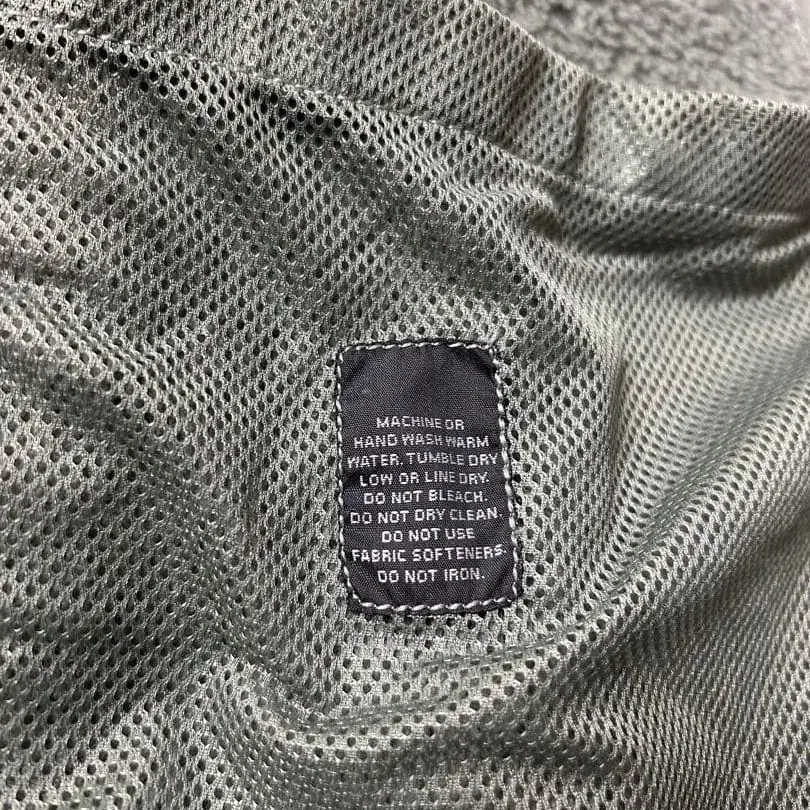 MACHINE OR
HAND WASH WARM
WATER. TUMBLE DRY
LOW OR LINE DRY.
DO NOT BLEACH.
DO NOT DRY CLEAN.
DO NOT USE
FABRIC SOFTENERS.
DO NOT IRON.